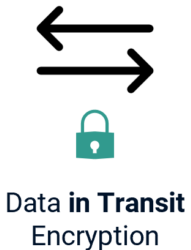 Data in Transit
Encryption